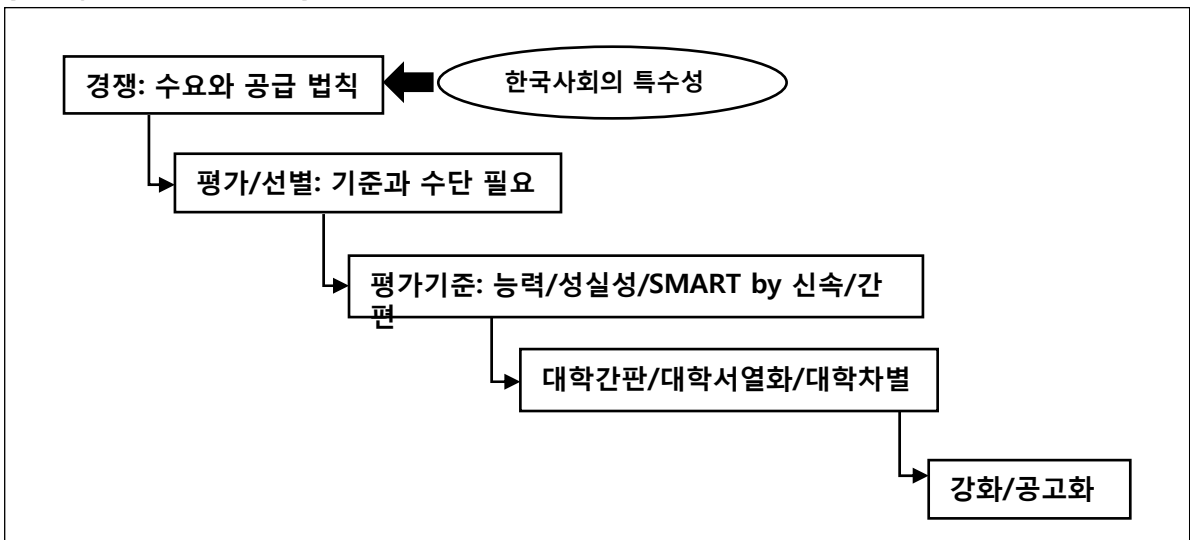 경쟁: 수요와 공급 법칙
한국사회의 특수성
평가/선별: 기준과 수단 필요
평가기준: 능력/성실성/SMART by 신속/간
편
대학간판/대학서열화/대학차별
강화/공고화